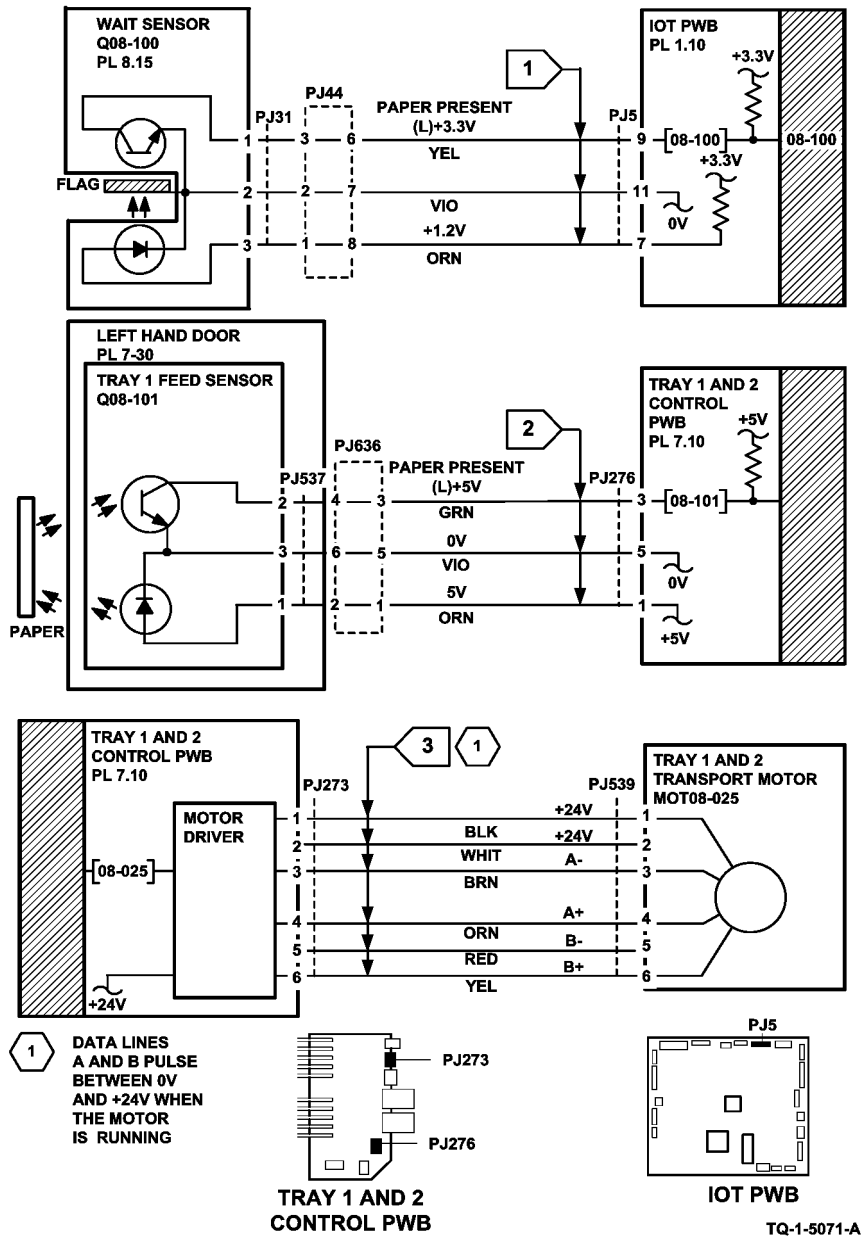 WAIT SENSOR
Q08-100
PL 8.15
IOT PWB
PL 1.10
+3.3V
1
PJ31
PJ44
PAPER PRESENT
(L)+3.3V
PJ5
1 3 6 9 [08-100] 08-100
YEL
+3.3V
FLAG
2 2 7 11
VIO
0V
+1.2V
3 1 8 7
ORN
LEFT HAND DOOR
PL 7-30
TRAY 1 FEED SENSOR
Q08-101
TRAY 1 AND 2
CONTROL
PWB
PL 7.10
+5V
2
PJ537
PJ636
PAPER PRESENT
(L)+5V
PJ276
2 4 3 3 [08-101]
GRN
0V
3 6 5 5
VIO
0V
5V
1 2 1 1
ORN
+5V
PAPER
TRAY 1 AND 2
CONTROL PWB
PL 7.10
3 1
TRAY 1 AND 2
TRANSPORT MOTOR
MOT08-025
PJ273
PJ539
MOTOR
DRIVER
1 +24V 1
BLK
2 +24V 2
WHIT
[08-025]
3 A- 3
BRN
4 A+ 4
ORN
5 B- 5
RED
6 B+ 6
YEL
+24V
1
DATA LINES
A AND B PULSE
BETWEEN 0V
AND +24V WHEN
THE MOTOR
IS RUNNING
PJ273
PJ276
TRAY 1 AND 2
CONTROL PWB
PJ5
IOT PWB
TQ-1-5071-A